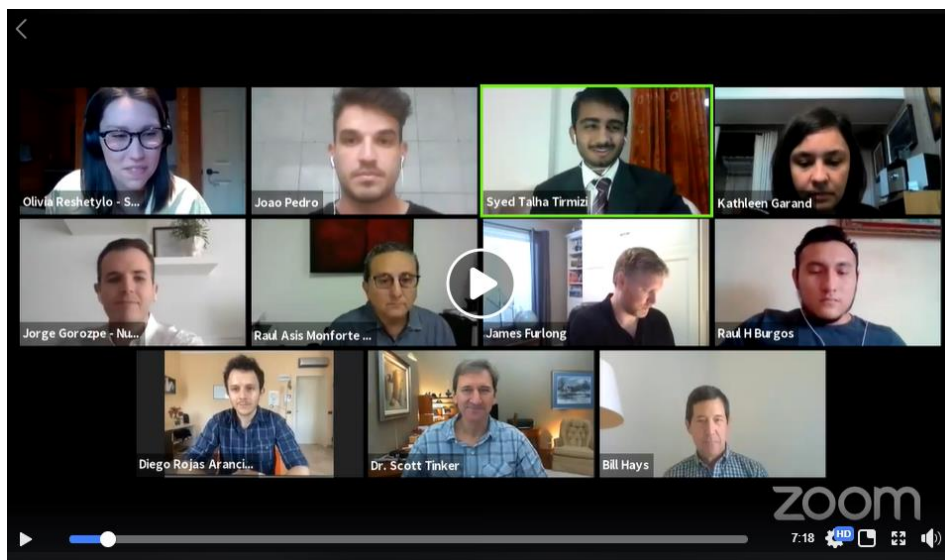 Olivia Reshetylo - S...
Joao Pedro
Syed Talha Tirmizi
Kathleen Garand
Jorge Gorozpe - Nu...
Raul Asis Monforte ...
James Furlong
Raul H Burgos
Diego Rojas Aranci...
Dr. Scott Tinker
Bill Hays
zoom
7:18
HD